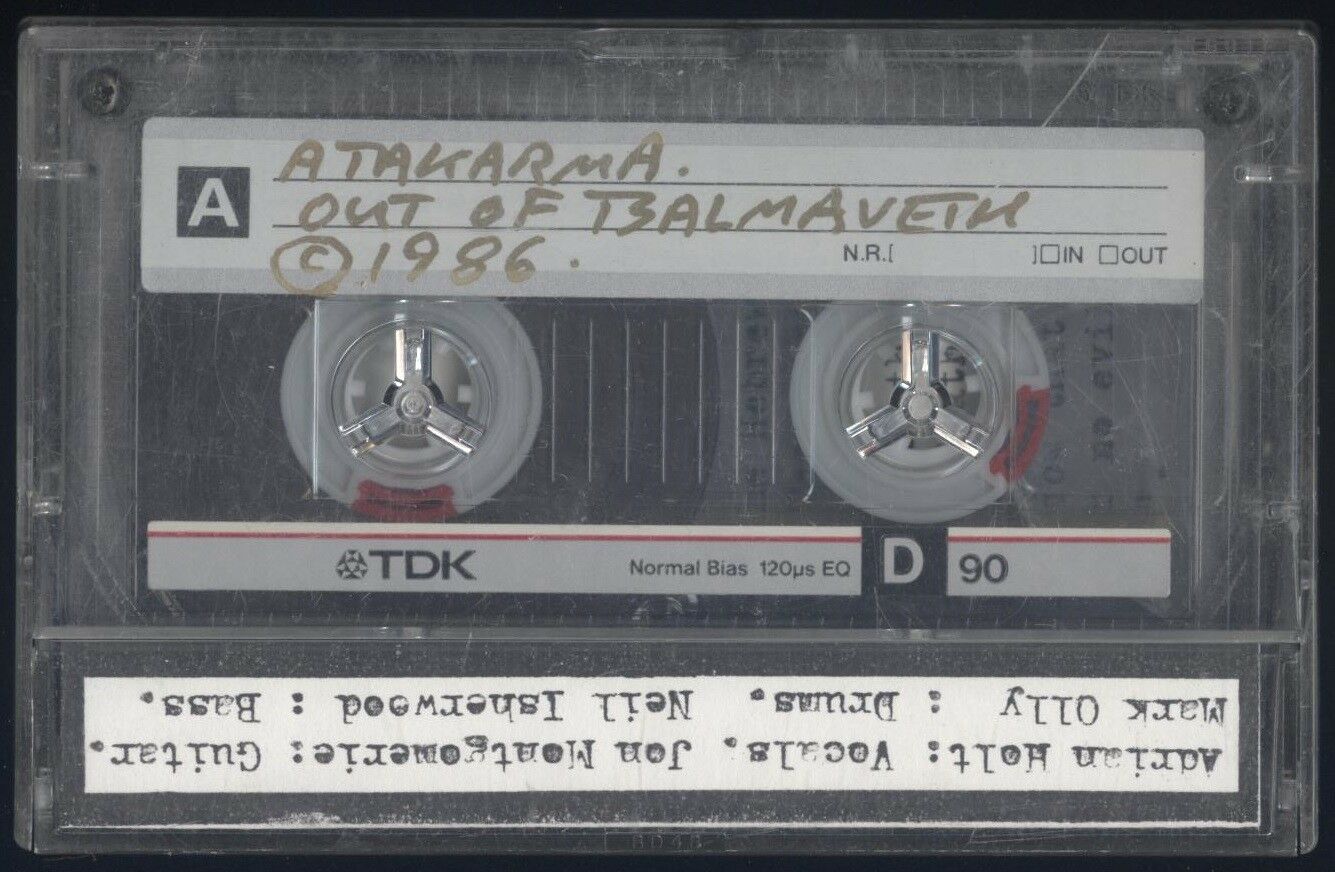 A
ATAKARMA.
OUT OF TSALMAVETH
© 1986.
N.R.[ ]☐IN ☐OUT
TDK
Normal Bias 120µs EQ
D
90
Adrian Holt: Vocals. Jon Montgomerie: Guitar.
Mark Olly : Drums. Neil Isherwood : Bass.